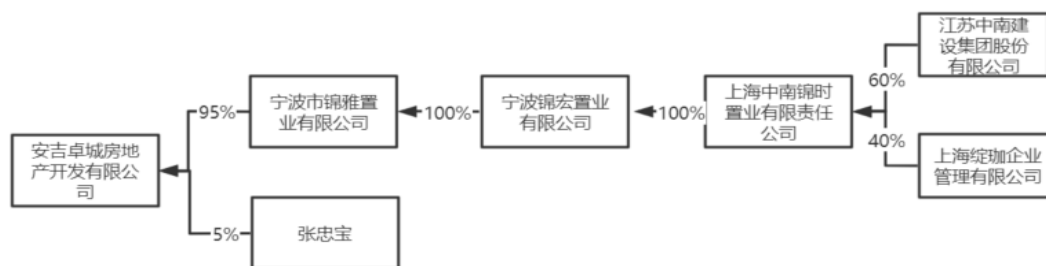 江苏中南建
设集团股份
有限公司
60%
宁波市锦雅置
业有限公司
宁波锦宏置业
有限公司
上海中南锦时
置业有限责任
公司
95%
100%
100%
40%
安吉卓城房地
产开发有限公
司
上海绽珈企业
管理有限公司
5%
张忠宝